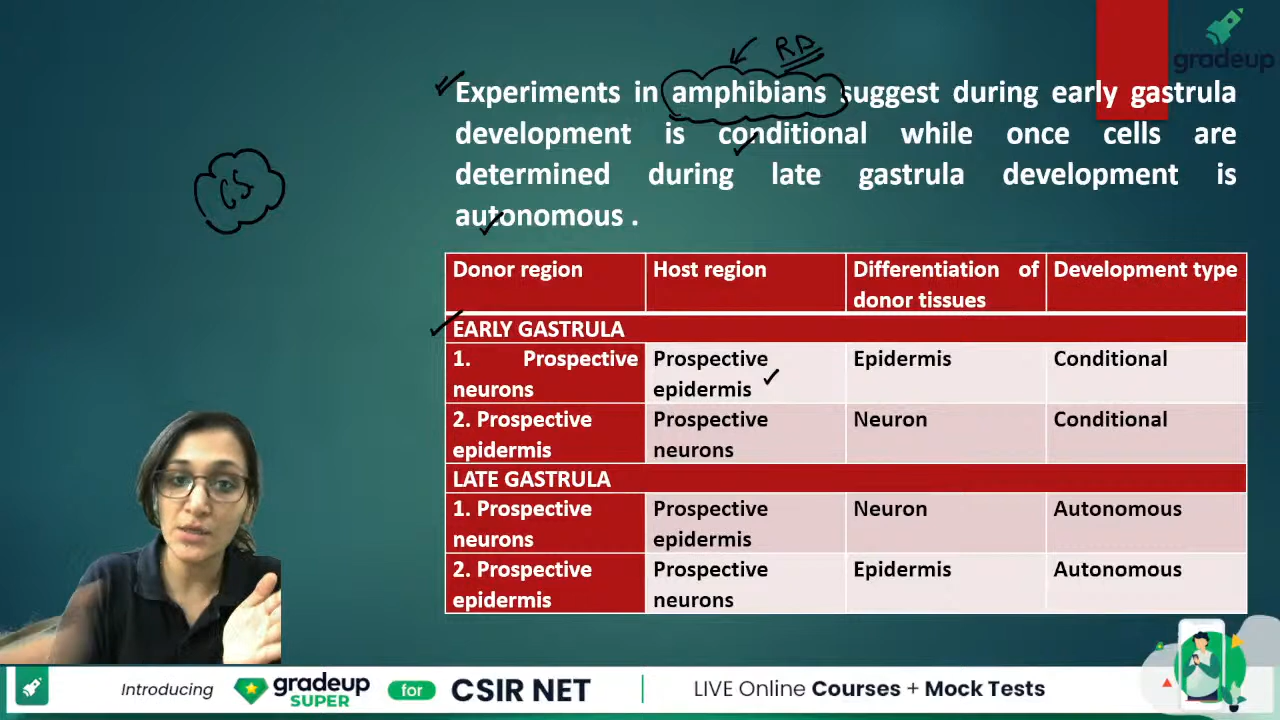 RD
gradeup
Experiments in amphibians suggest during early gastrula
development is conditional while once cells are
determined during late gastrula development is
autonomous .
CS
Donor region Host region Differentiation of donor tissues Development type
EARLY GASTRULA
1. Prospective neurons Prospective epidermis Epidermis Conditional
2. Prospective epidermis Prospective neurons Neuron Conditional
LATE GASTRULA
1. Prospective neurons Prospective epidermis Neuron Autonomous
2. Prospective epidermis Prospective neurons Epidermis Autonomous
Introducing gradeup SUPER for CSIR NET LIVE Online Courses + Mock Tests